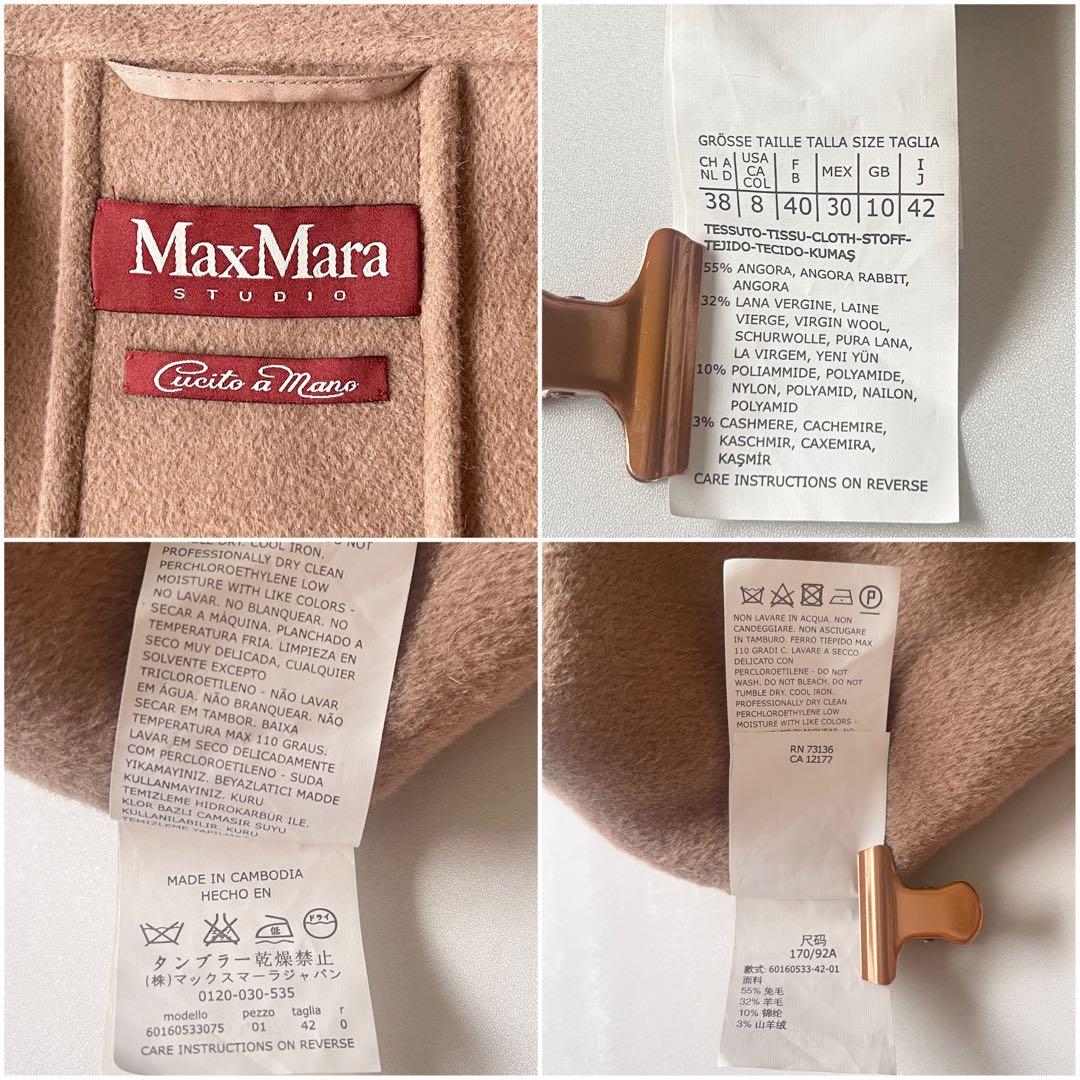 MaxMara
STUDIO
Cucito a Mano
GRÖSSE TAILLE TALLA SIZE TAGLIA
CH A NL D USA CA COL F B MEX GB I J
38 8 40 30 10 42
TESSUTO-TISSU-CLOTH-STOFF-
TEJIDO-TECIDO-KUMAŞ
55% ANGORA, ANGORA RABBIT,
ANGORA
32% LANA VERGINE, LAINE
VIERGE, VIRGIN WOOL,
SCHURWOLLE, PURA LANA,
LA VIRGEM, YENI YÜN
10% POLIAMMIDE, POLYAMIDE,
NYLON, POLYAMID, NAILON,
POLYAMID
3% CASHMERE, CACHEMIRE,
KASCHMIR, CAXEMIRA,
KAŞMİR
CARE INSTRUCTIONS ON REVERSE
DRY. COOL IRON.
PROFESSIONALLY DRY CLEAN
PERCHLOROETHYLENE LOW
MOISTURE WITH LIKE COLORS -
NO LAVAR. NO BLANQUEAR. NO
SECAR A MÀQUINA. PLANCHADO A
TEMPERATURA FRIA. LIMPIEZA EN
SECO MUY DELICADA, CUALQUIER
SOLVENTE EXCEPTO
TRICLOROETILENO - NÃO LAVAR
EM ÁGUA. NÃO BRANQUEAR. NÃO
SECAR EM TAMBOR. BAIXA
TEMPERATURA MAX 110 GRAUS.
LAVAR EM SECO DELICADAMENTE
COM PERCLOROETILENO - SUDA
YIKAMAYINIZ. BEYAZLATICI MADDE
KULLANMAYINIZ. KURU
TEMIZLEME HIDROKARBÜR ILE.
KLOR BAZLI CAMASIR SUYU
KULLANILABILIR. KURU
TEMIZLEME
MADE IN CAMBODIA
HECHO EN
低 ドライ
タンブラー乾燥禁止
(株)マックスマーラジャパン
0120-030-535
modello pezzo taglia r
60160533075 01 42 0
CARE INSTRUCTIONS ON REVERSE
P
NON LAVARE IN ACQUA. NON
CANDEGGIARE. NON ASCIUGARE
IN TAMBURO. FERRO TIEPIDO MAX
110 GRADI C. LAVARE A SECCO
DELICATO CON
PERCLOROETILENE - DO NOT
WASH. DO NOT BLEACH. DO NOT
TUMBLE DRY. COOL IRON.
PROFESSIONALLY DRY CLEAN
PERCHLOROETHYLENE LOW
MOISTURE WITH LIKE COLORS -
RN 73136
CA 12177
尺码
170/92A
款式: 60160533-42-01
面料
55% 兔毛
32% 羊毛
10% 锦纶
3% 山羊绒